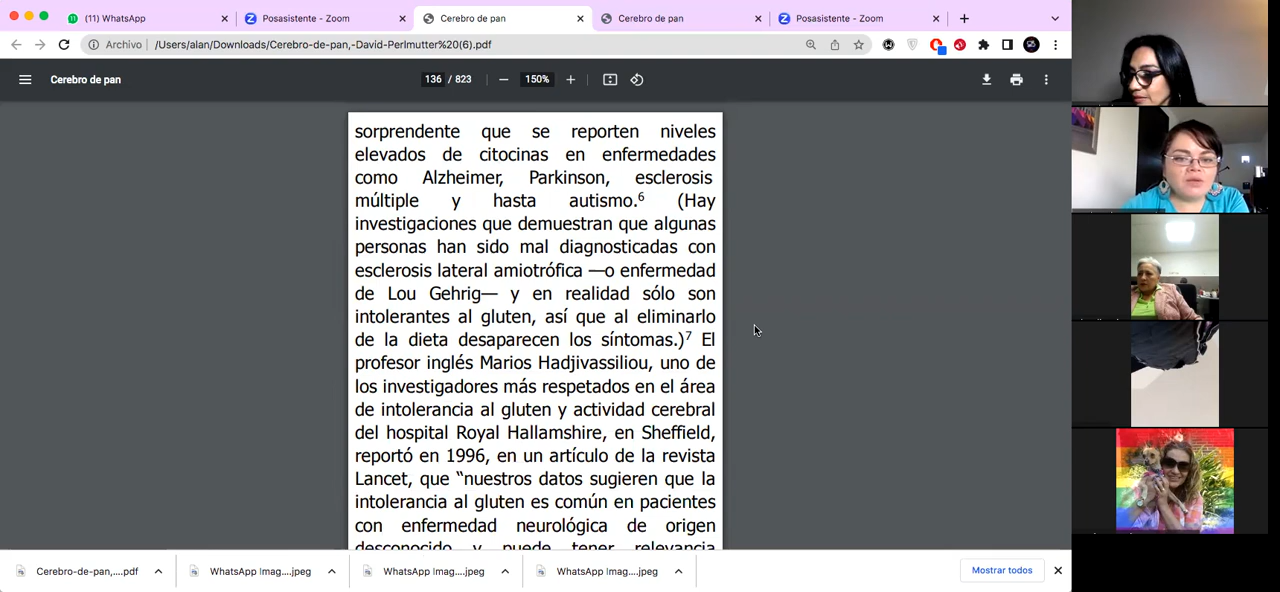 (11) WhatsApp
Posasistente - Zoom
Cerebro de pan
Cerebro de pan
Posasistente - Zoom
Archivo
/Users/alan/Downloads/Cerebro-de-pan,-David-Perlmutter%20(6).pdf
Cerebro de pan
136 / 823
150%
sorprendente que se reporten niveles
elevados de citocinas en enfermedades
como Alzheimer, Parkinson, esclerosis
múltiple y hasta autismo.6 (Hay
investigaciones que demuestran que algunas
personas han sido mal diagnosticadas con
esclerosis lateral amiotrófica —o enfermedad
de Lou Gehrig— y en realidad sólo son
intolerantes al gluten, así que al eliminarlo
de la dieta desaparecen los síntomas.)7 El
profesor inglés Marios Hadjivassiliou, uno de
los investigadores más respetados en el área
de intolerancia al gluten y actividad cerebral
del hospital Royal Hallamshire, en Sheffield,
reportó en 1996, en un artículo de la revista
Lancet, que “nuestros datos sugieren que la
intolerancia al gluten es común en pacientes
con enfermedad neurológica de origen
desconocido y puede tener relevancia
Cerebro-de-pan,....pdf
WhatsApp Imag....jpeg
WhatsApp Imag....jpeg
WhatsApp Imag....jpeg
Mostrar todos